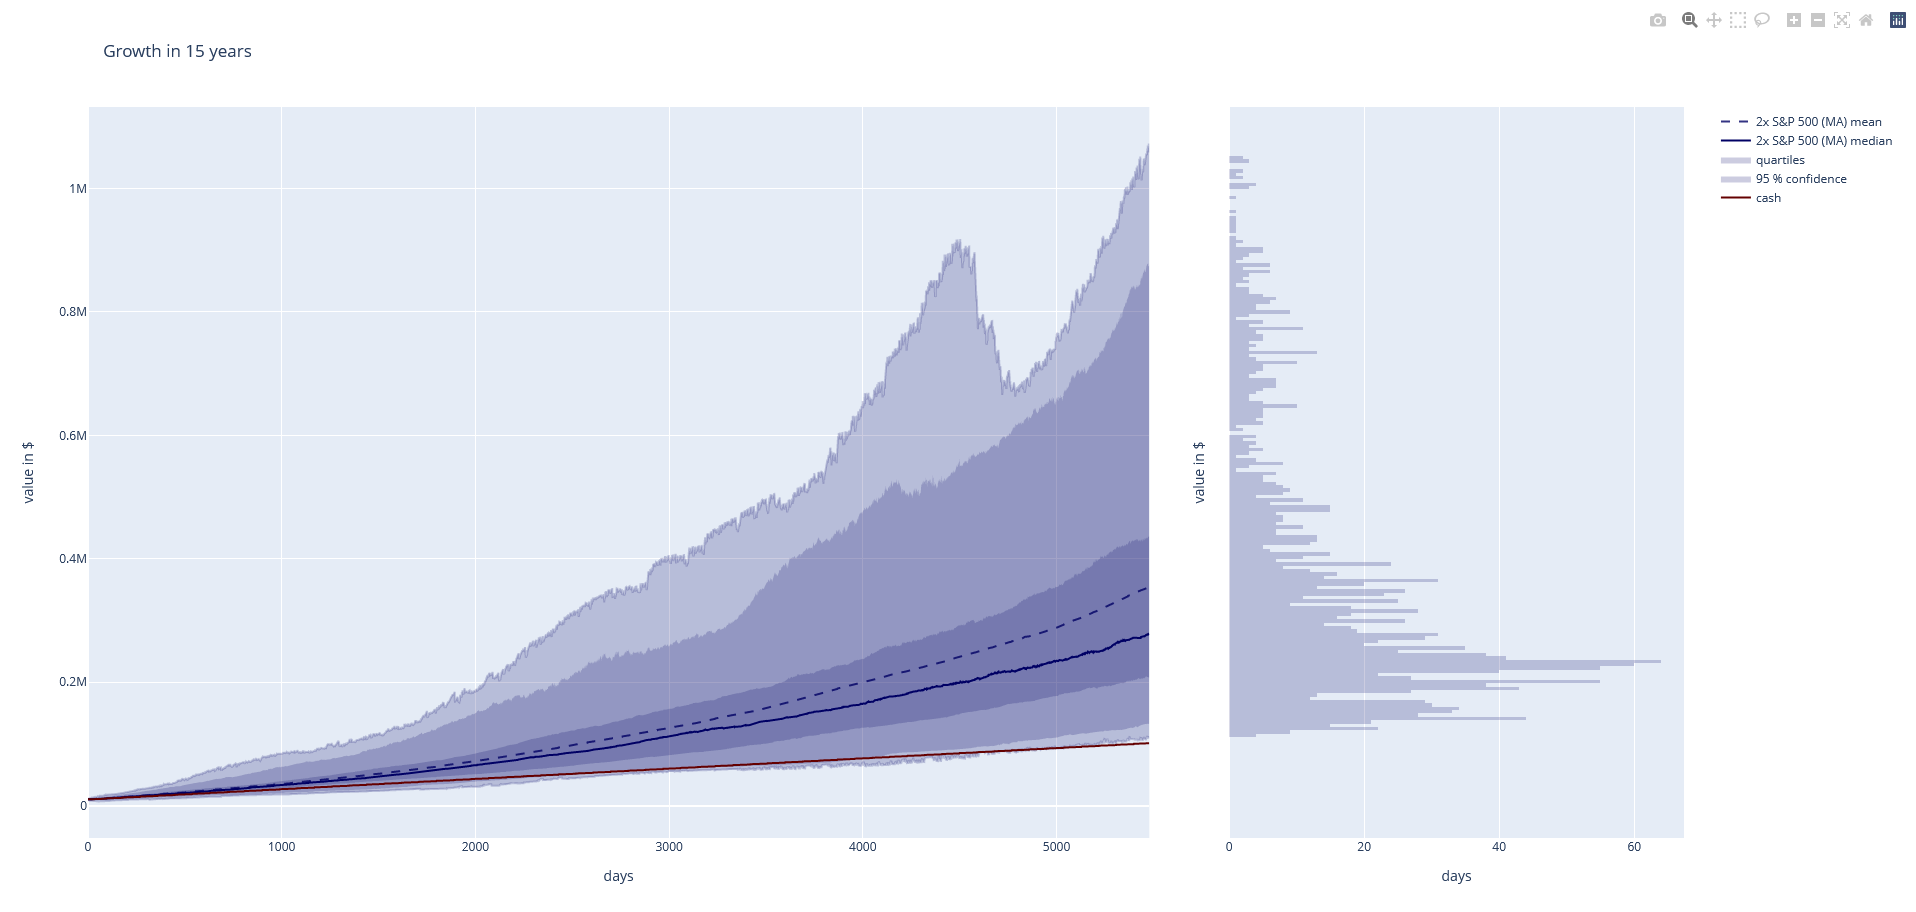 Growth in 15 years
1M
0.8M
0.6M
0.4M
0.2M
0
value in $
0
1000
2000
3000
4000
5000
days
value in $
0
20
40
60
days
2x S&P 500 (MA) mean
2x S&P 500 (MA) median
quartiles
95 % confidence
cash